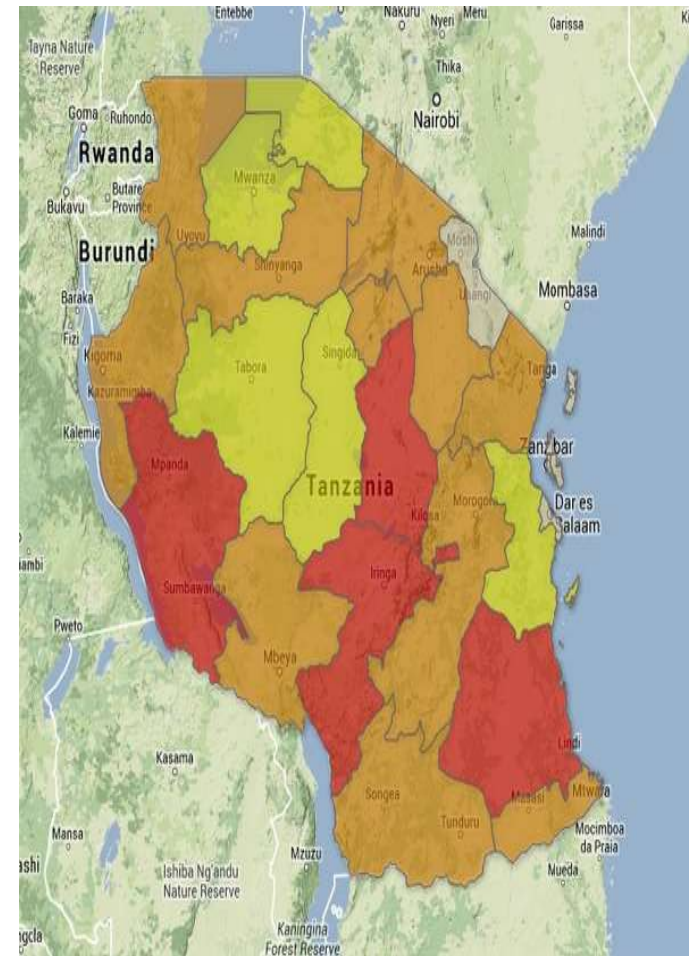 Entebbe
Nakuru
Nyeri
Meru
Garissa
Tayna Nature
Reserve
Thika
Goma
Ruhondo
Nairobi
Rwanda
Mwanza
Butare
Province
Bukavu
Uyovu
Moshi
Malindi
Burundi
Shinyanga
Arusha
Baraka
Usangi
Mombasa
Fizi
Kigoma
Singida
Tabora
Tanga
Kazuramimba
Kalemie
Zanzibar
Mpanda
Tanzania
Morogoro
Dar es
Salaam
Kilosa
Iringa
Sumbawanga
Pweto
Mbeya
Kasama
Lindi
Songea
Masasi
Mtwara
Tunduru
Mansa
Mocimboa
da Praia
Mzuzu
Mueda
Ishiba Ng'andu
Nature Reserve
Kaningina
Forest Reserve